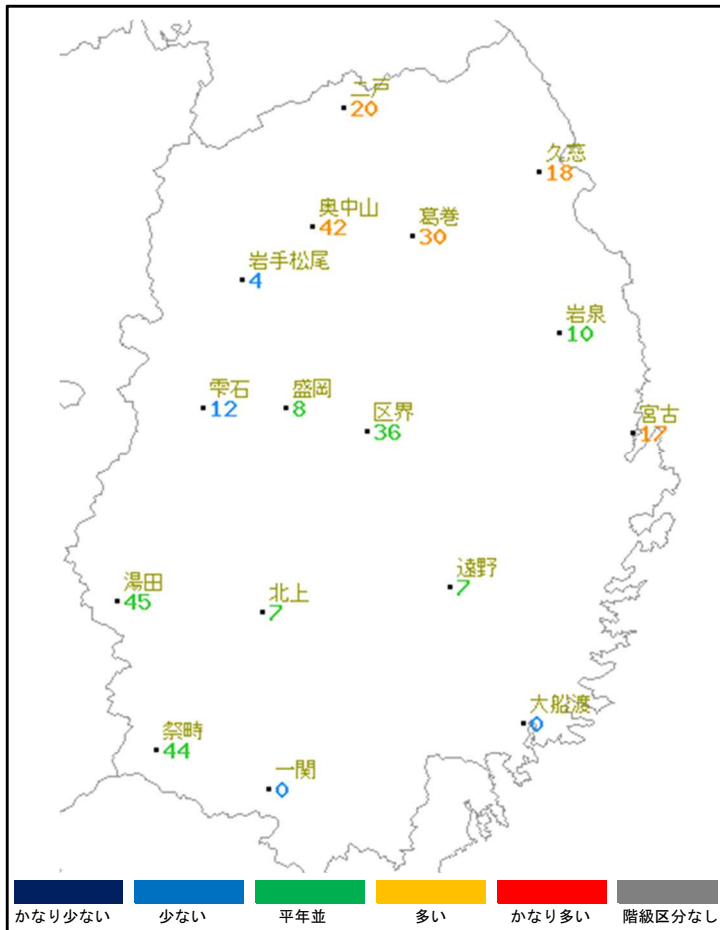 二戸
20
久慈
18
奥中山
42
葛巻
30
岩手松尾
4
岩泉
10
雫石
12
盛岡
8
区界
36
宮古
17
湯田
45
北上
7
遠野
7
大船渡
0
祭畤
44
一関
0
かなり少ない 少ない 平年並 多い かなり多い 階級区分なし